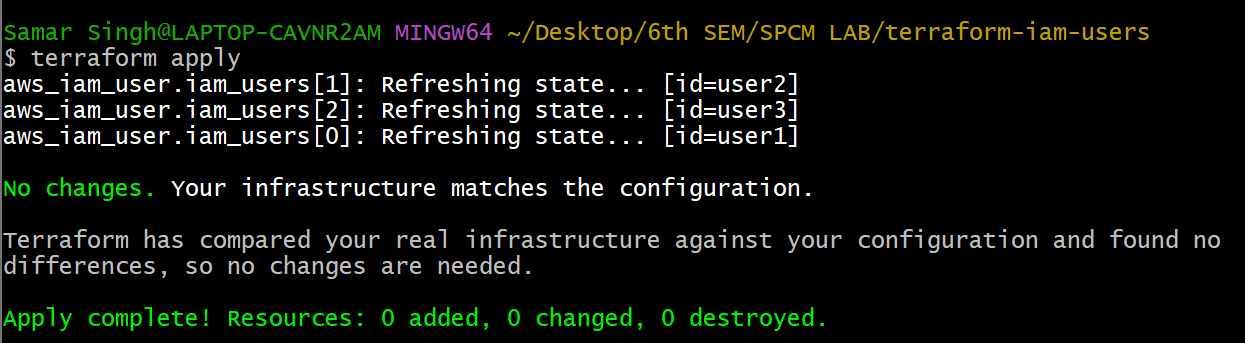 Samar Singh@LAPTOP-CAVNR2AM MINGW64 ~/Desktop/6th SEM/SPCM LAB/terraform-iam-users
$ terraform apply
aws_iam_user.iam_users[1]: Refreshing state... [id=user2]
aws_iam_user.iam_users[2]: Refreshing state... [id=user3]
aws_iam_user.iam_users[0]: Refreshing state... [id=user1]
No changes. Your infrastructure matches the configuration.
Terraform has compared your real infrastructure against your configuration and found no
differences, so no changes are needed.
Apply complete! Resources: 0 added, 0 changed, 0 destroyed.